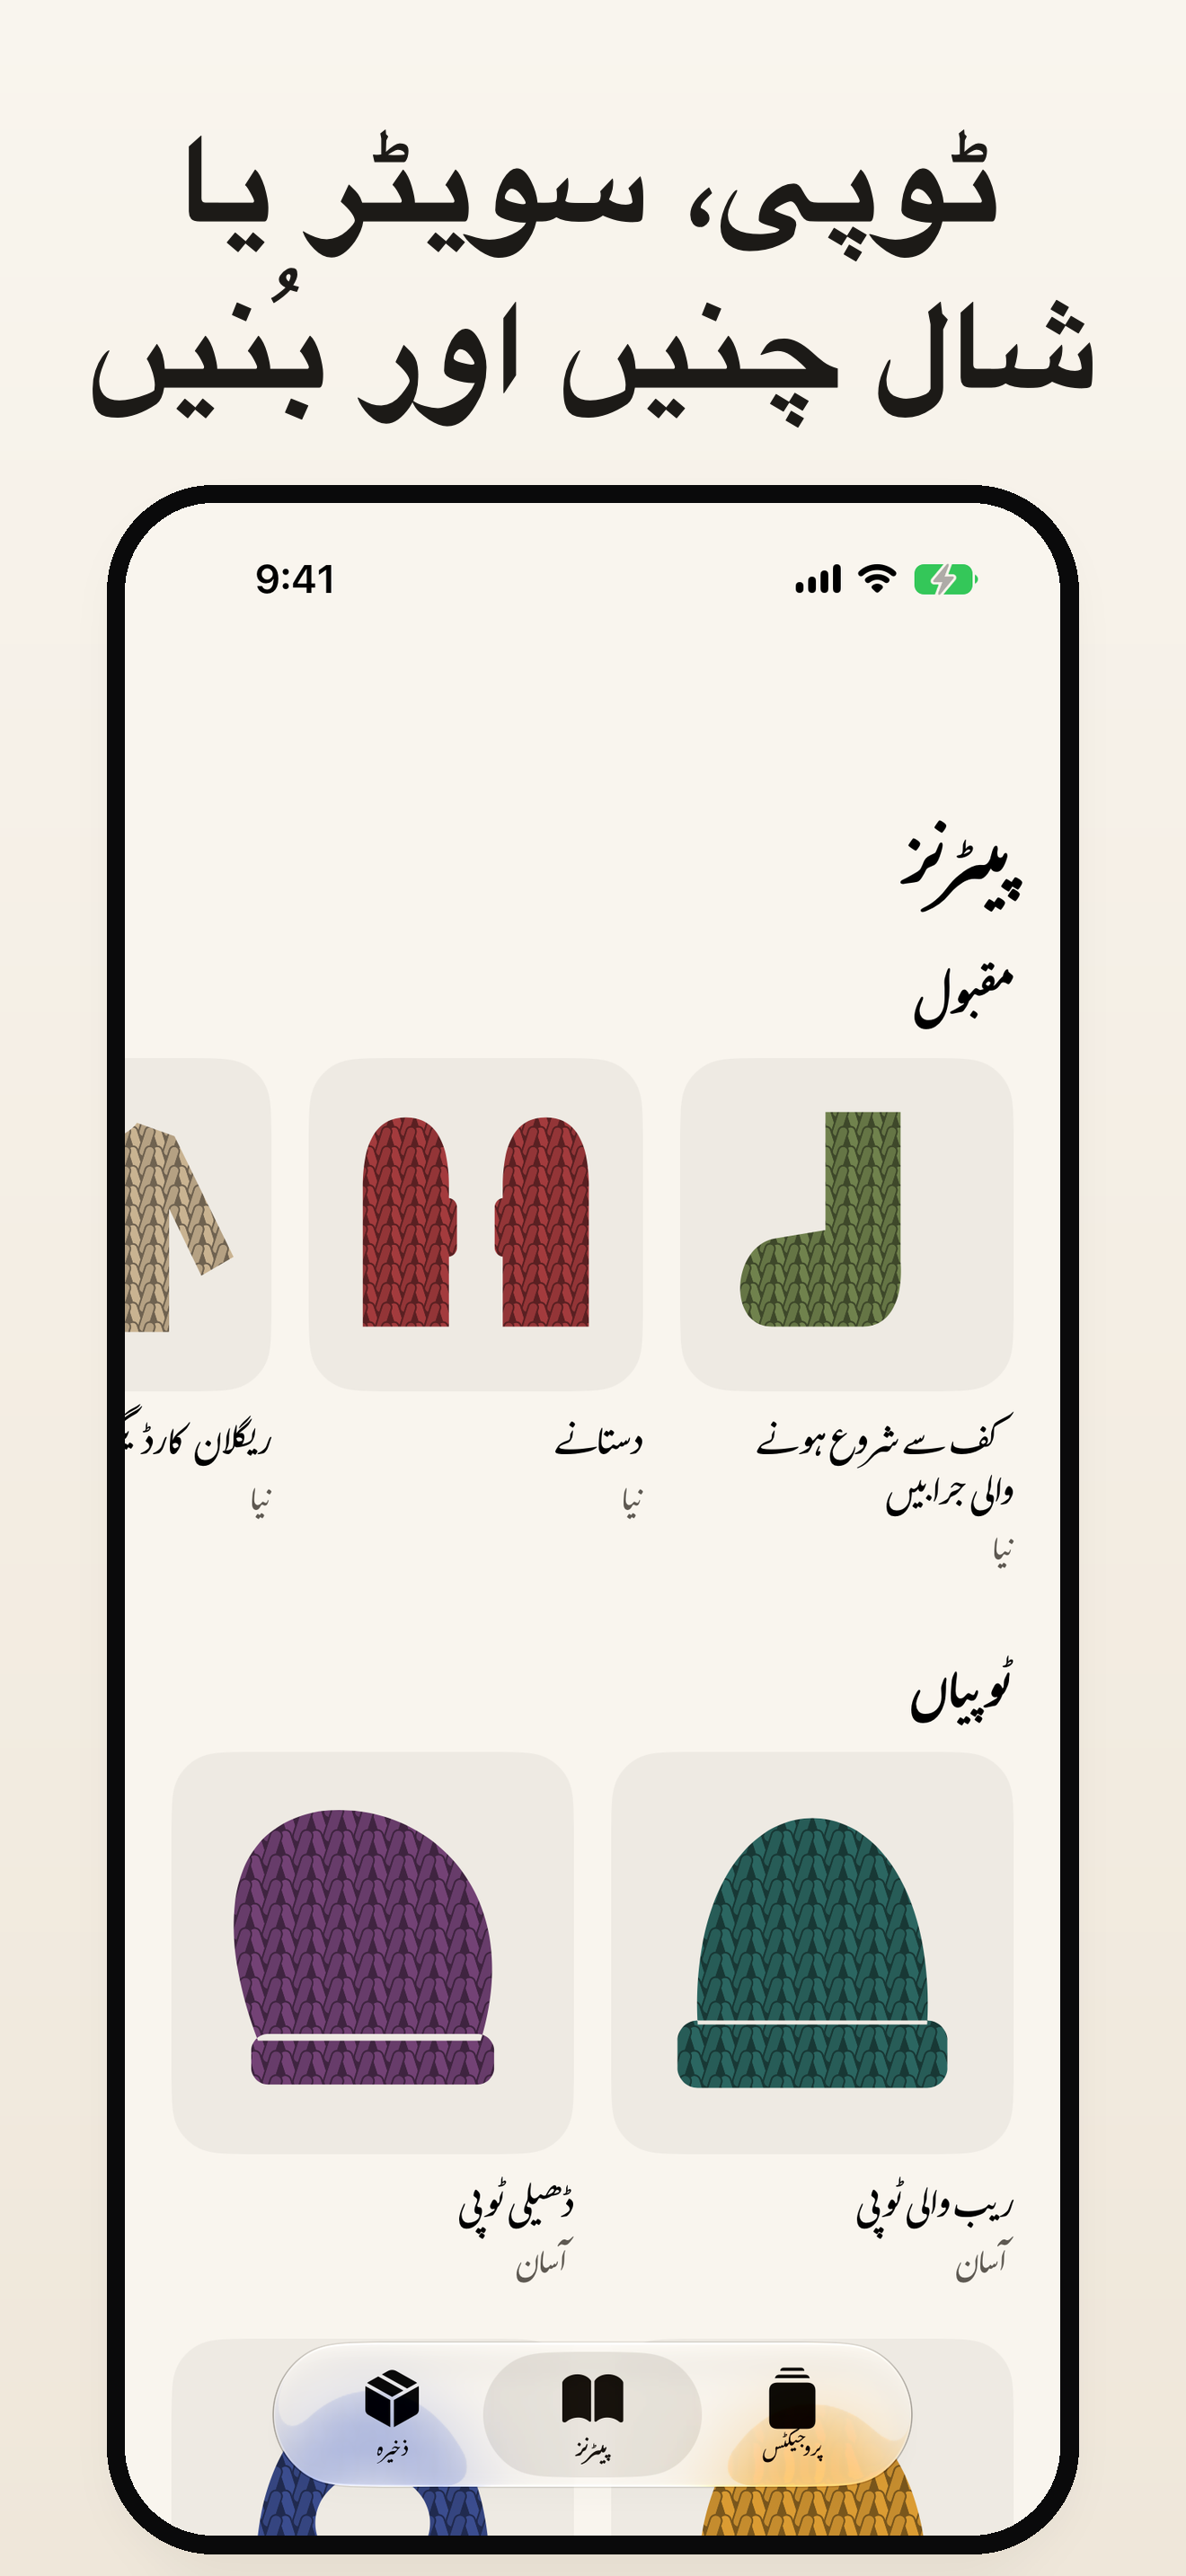 ٹوپی، سویٹر یا
شال چنیں اور بُنیں
9:41
پیٹرنز
مقبول
کف سے شروع ہونے
والی جرابیں
نیا
دستانے
نیا
ریگلان کارڈیگ
نیا
ٹوپیاں
ریب والی ٹوپی
آسان
ڈھیلی ٹوپی
آسان
پروجیکٹس
پیٹرنز
ذخیرہ